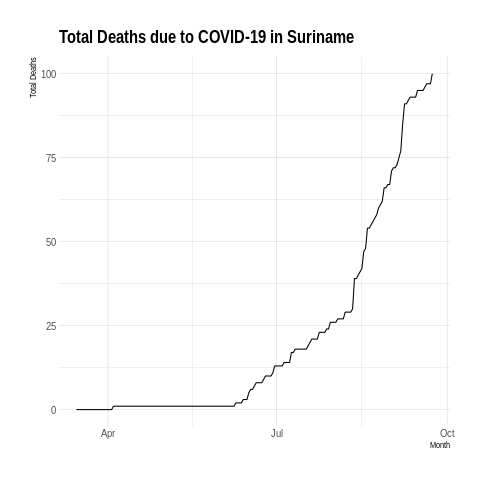 Total Deaths due to COVID-19 in Suriname
Total Deaths
100
75
50
25
0
Apr
Jul
Oct
Month